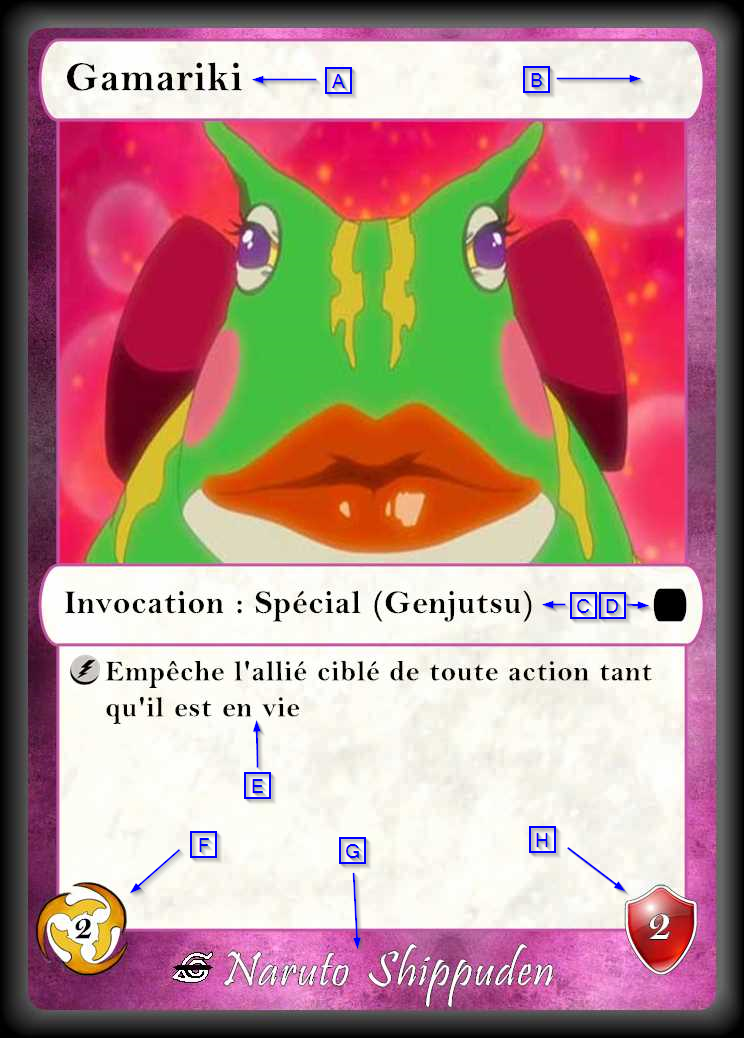 Gamariki
A
B
Invocation : Spécial (Genjutsu)
C
D
Empêche l'allié ciblé de toute action tant
qu'il est en vie
E
F
G
H
2
2
Naruto Shippuden